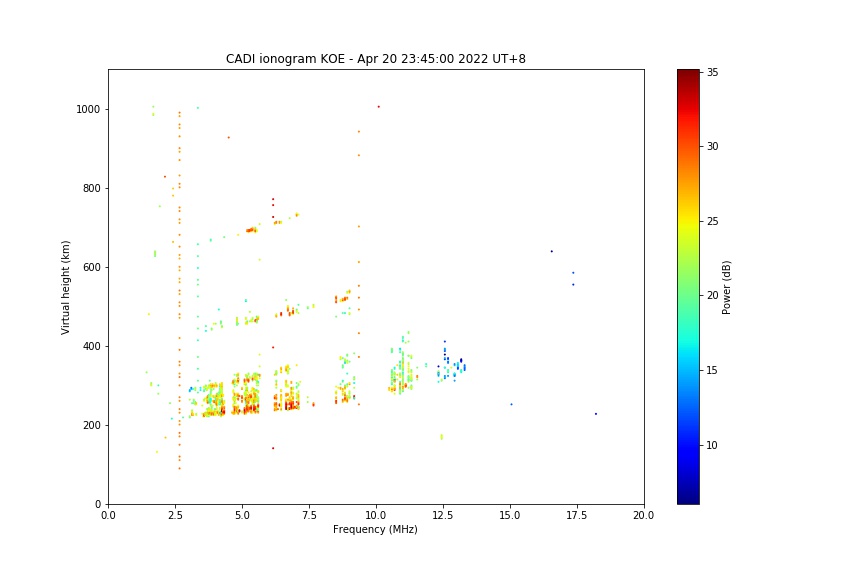 CADI ionogram KOE - Apr 20 23:45:00 2022 UT+8
1000
800
600
400
200
0
Virtual height (km)
0.0 2.5 5.0 7.5 10.0 12.5 15.0 17.5 20.0
Frequency (MHz)
35
30
25
20
15
10
Power (dB)